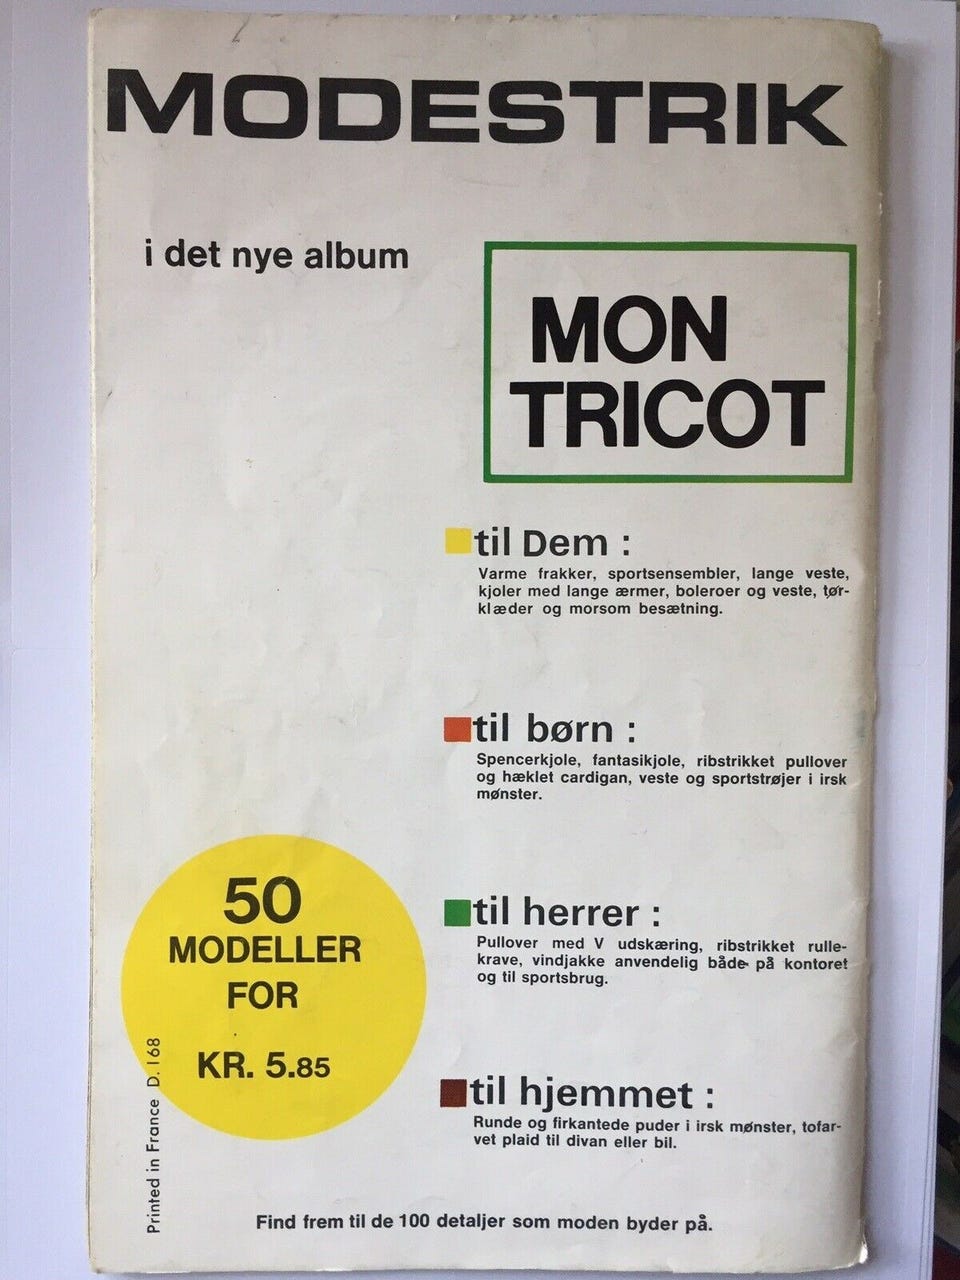 MODESTRIK
i det nye album
MON
TRICOT
til Dem :
Varme frakker, sportsensembler, lange veste,
kjoler med lange ærmer, boleroer og veste, tør-
klæder og morsom besætning.
til børn :
Spencerkjole, fantasikjole, ribstrikket pullover
og hæklet cardigan, veste og sportstrøjer i irsk
mønster.
til herrer :
Pullover med V udskæring, ribstrikket rulle-
krave, vindjakke anvendelig både på kontoret
og til sportsbrug.
til hjemmet :
Runde og firkantede puder i irsk mønster, tofar-
vet plaid til divan eller bil.
50
MODELLER
FOR
KR. 5.85
Printed in France D. 168
Find frem til de 100 detaljer som moden byder på.